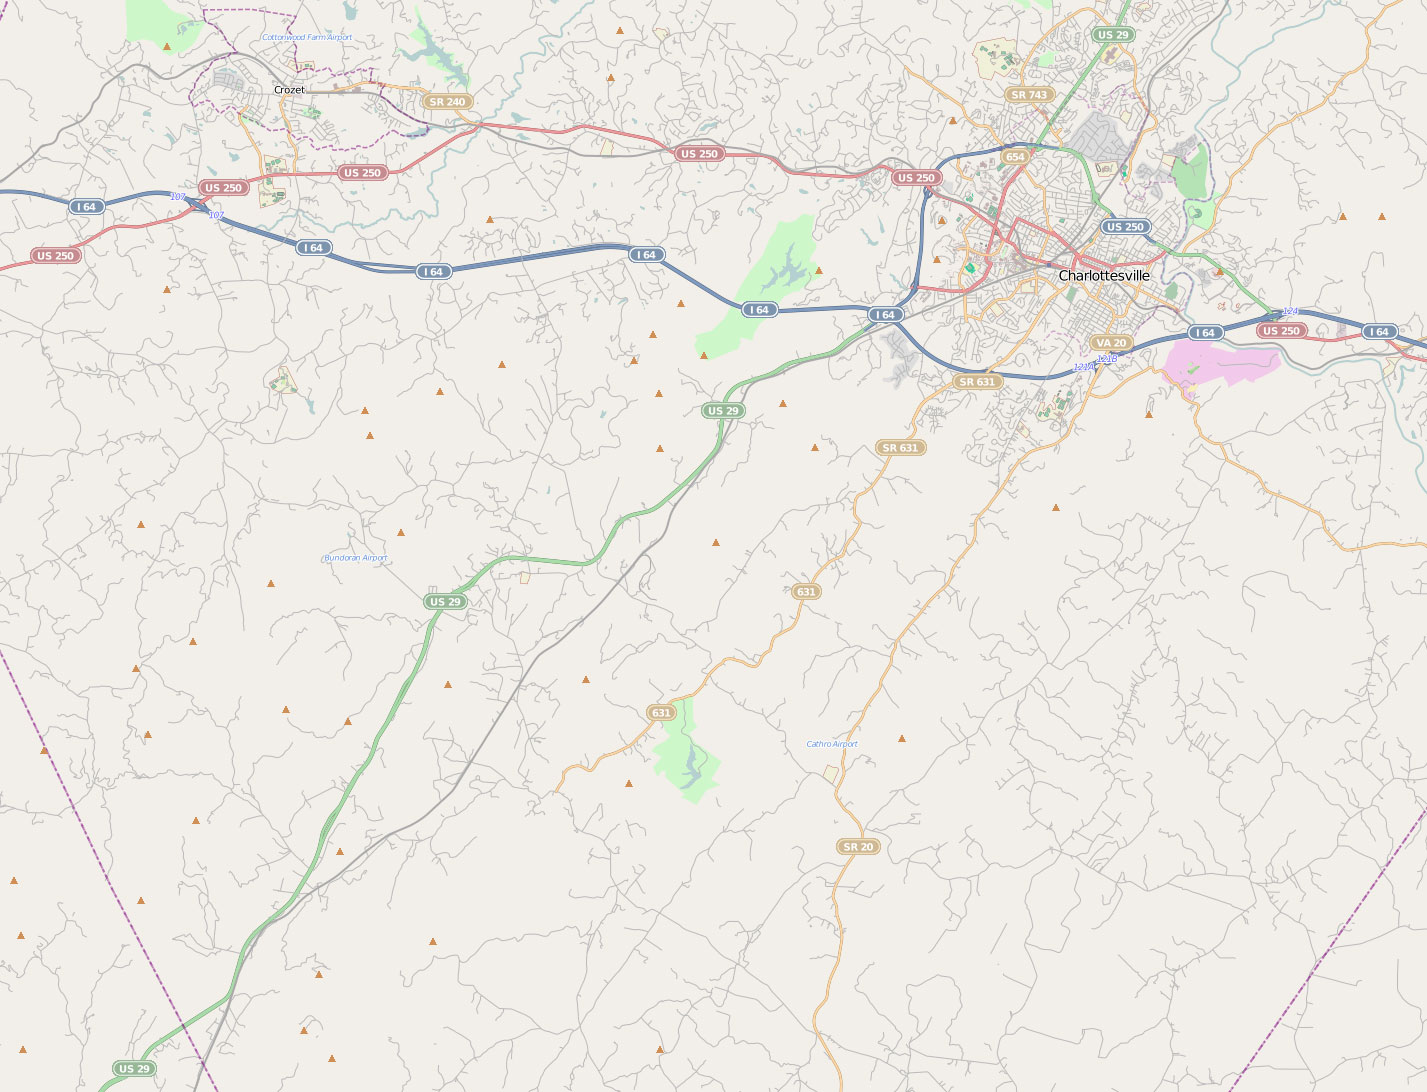 US 29
Cottonwood Farm Airport
Crozet
SR 240
SR 743
US 250
654
US 250
US 250
US 250
107
I 64
107
US 250
I 64
US 250
I 64
I 64
Charlottesville
I 64
I 64
124
US 250
I 64
I 64
VA 20
121B
121A
SR 631
US 29
SR 631
Bundoran Airport
US 29
631
631
Cathro Airport
SR 20
US 29